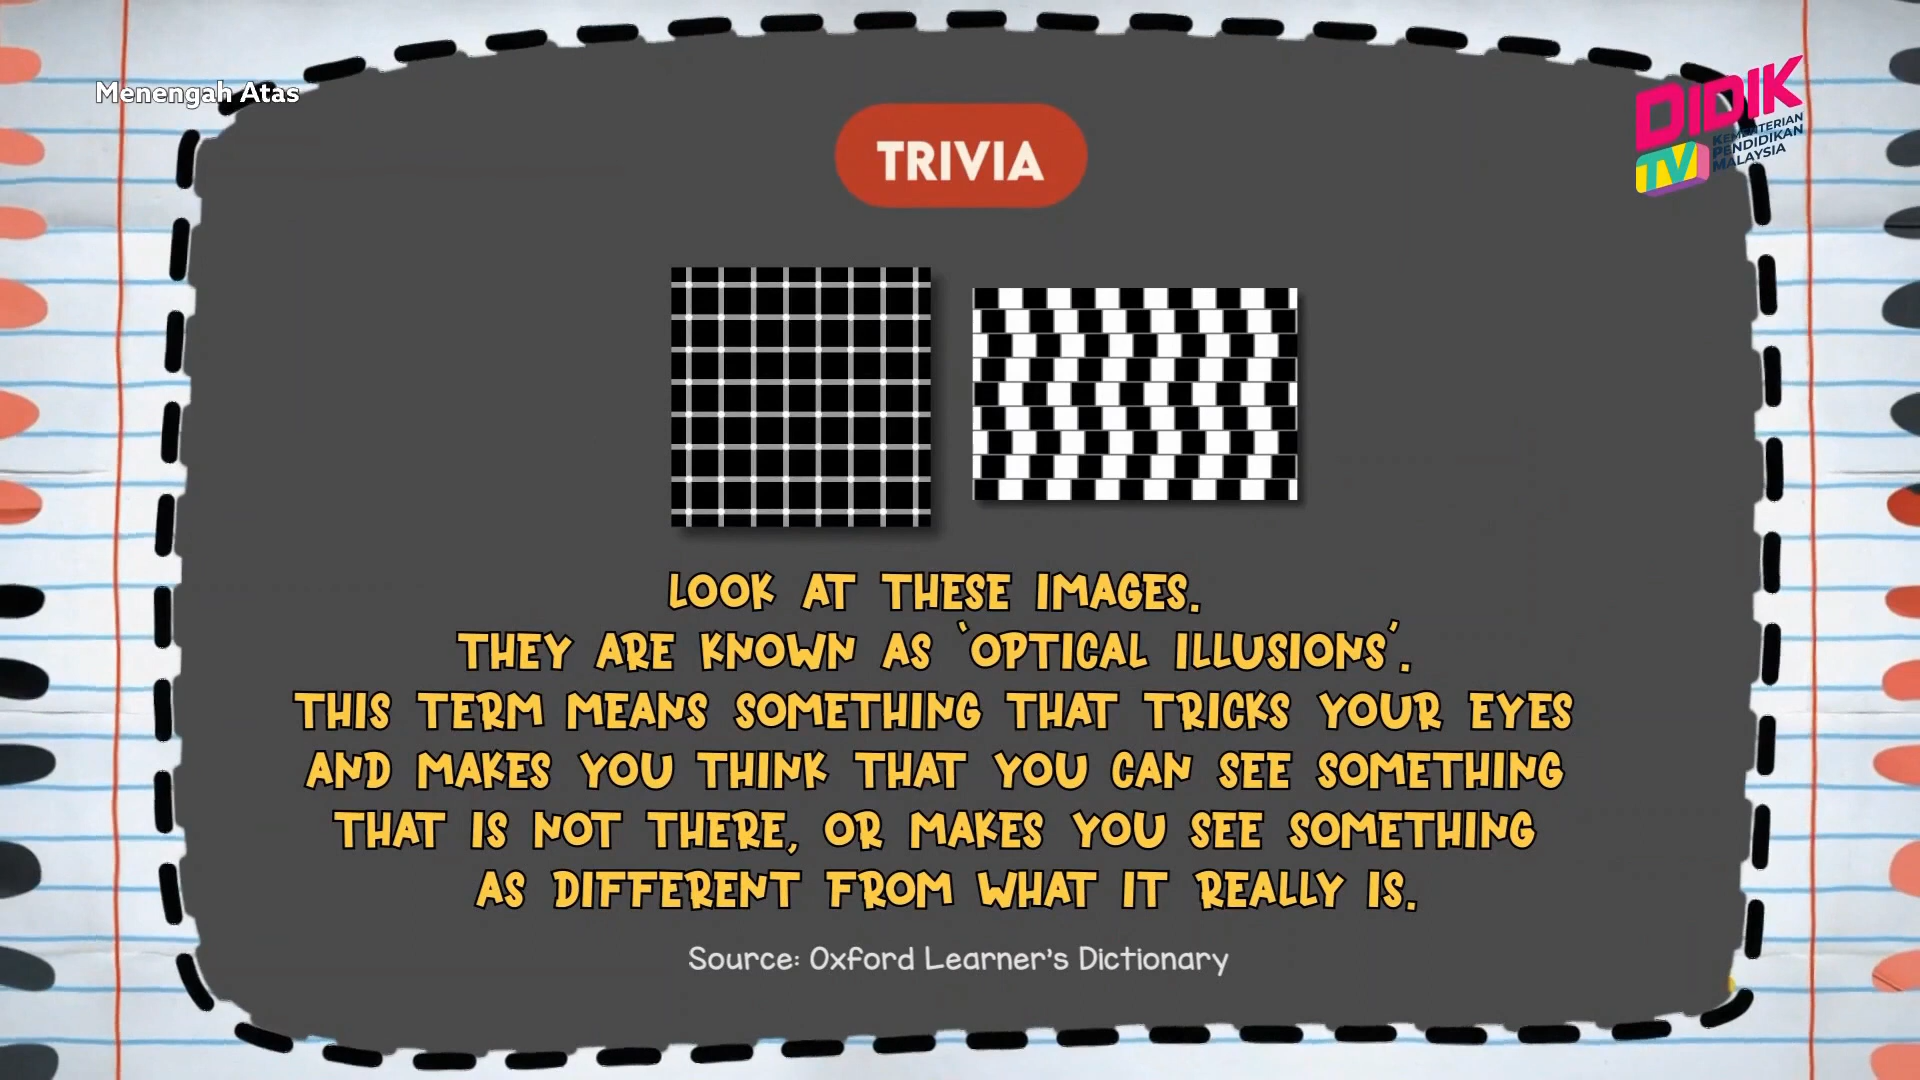 Menengah Atas
DIDIK
TV
KEMENTERIAN
PENDIDIKAN
MALAYSIA
TRIVIA
LOOK AT THESE IMAGES.
THEY ARE KNOWN AS 'OPTICAL ILLUSIONS'.
THIS TERM MEANS SOMETHING THAT TRICKS YOUR EYES
AND MAKES YOU THINK THAT YOU CAN SEE SOMETHING
THAT IS NOT THERE, OR MAKES YOU SEE SOMETHING
AS DIFFERENT FROM WHAT IT REALLY IS.
Source: Oxford Learner's Dictionary